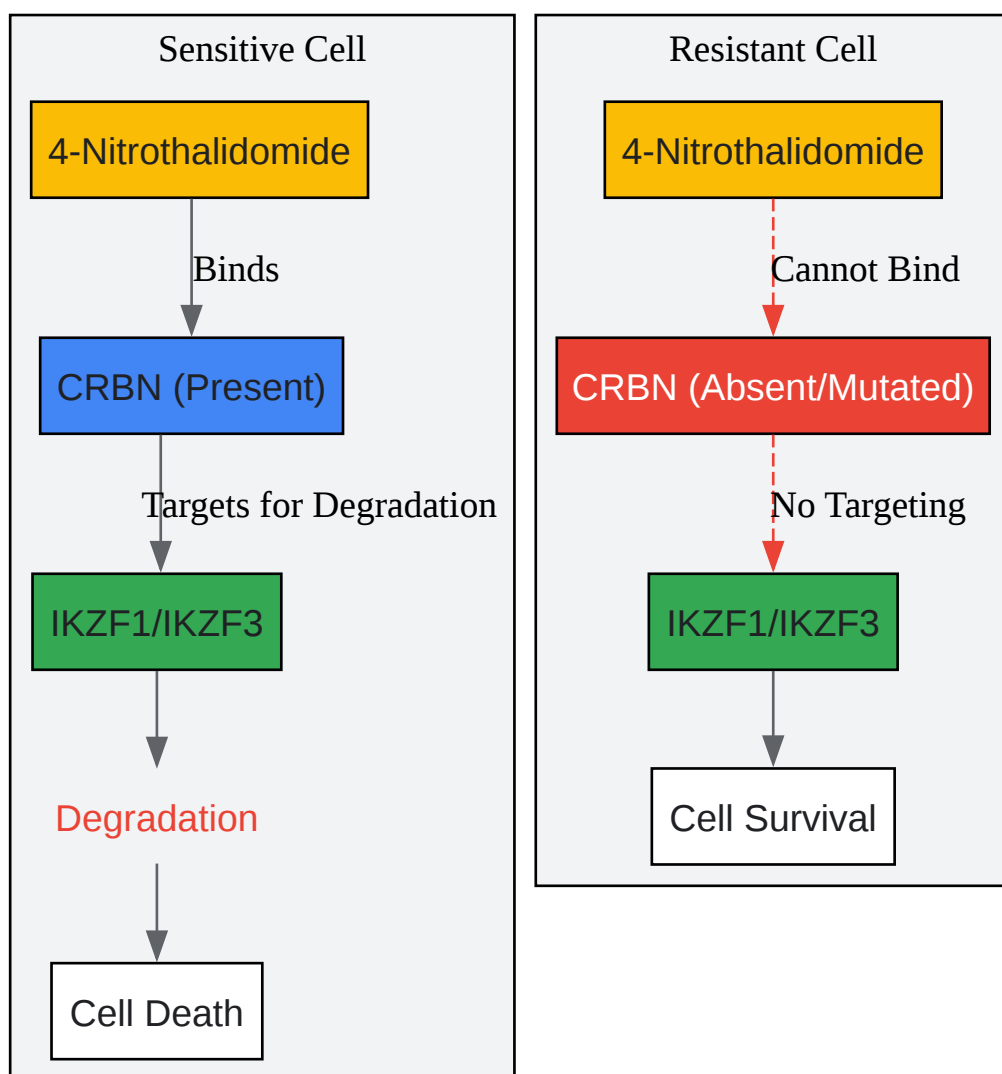 Sensitive Cell
4-Nitrothalidomide
Binds
CRBN (Present)
Targets for Degradation
IKZF1/IKZF3
Degradation
Cell Death
Resistant Cell
4-Nitrothalidomide
Cannot Bind
CRBN (Absent/Mutated)
No Targeting
IKZF1/IKZF3
Cell Survival